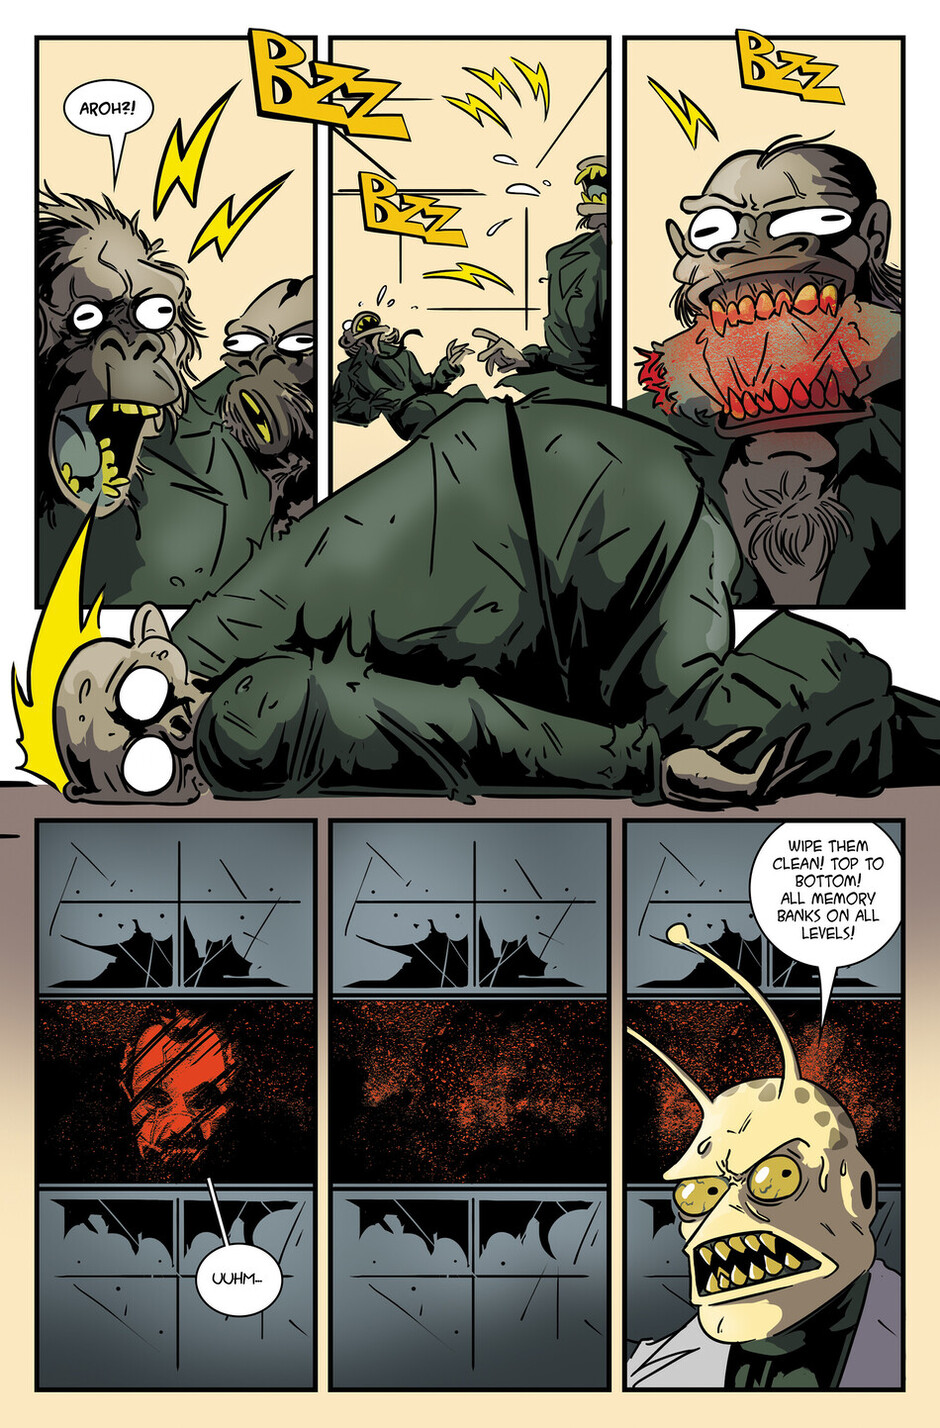 AROH?!
BZZ
BZZ
BZZ
UUHM...
WIPE THEM
CLEAN! TOP TO
BOTTOM!
ALL MEMORY
BANKS ON ALL
LEVELS!